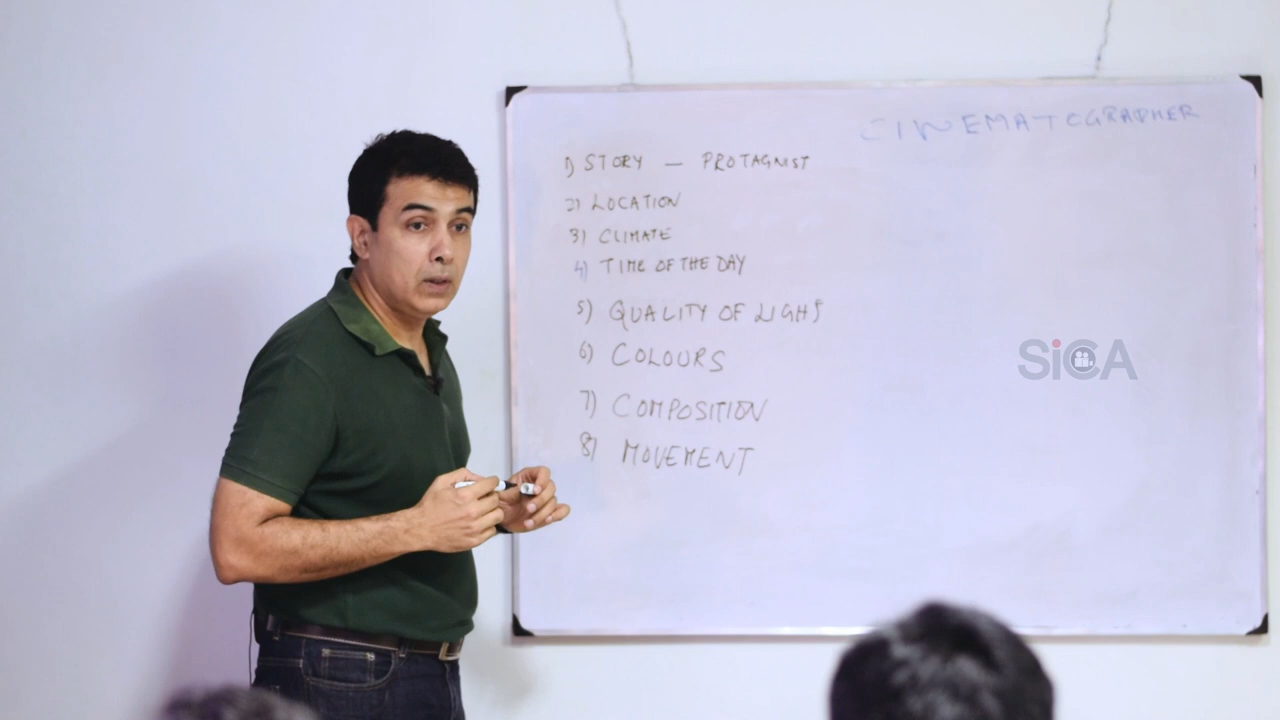 CINEMATOGRAPHER
1) STORY — PROTAGNIST
2) LOCATION
3) CLIMATE
4) TIME OF THE DAY
5) QUALITY OF LIGHT
6) COLOURS
7) COMPOSITION
8) MOVEMENT
SiCA